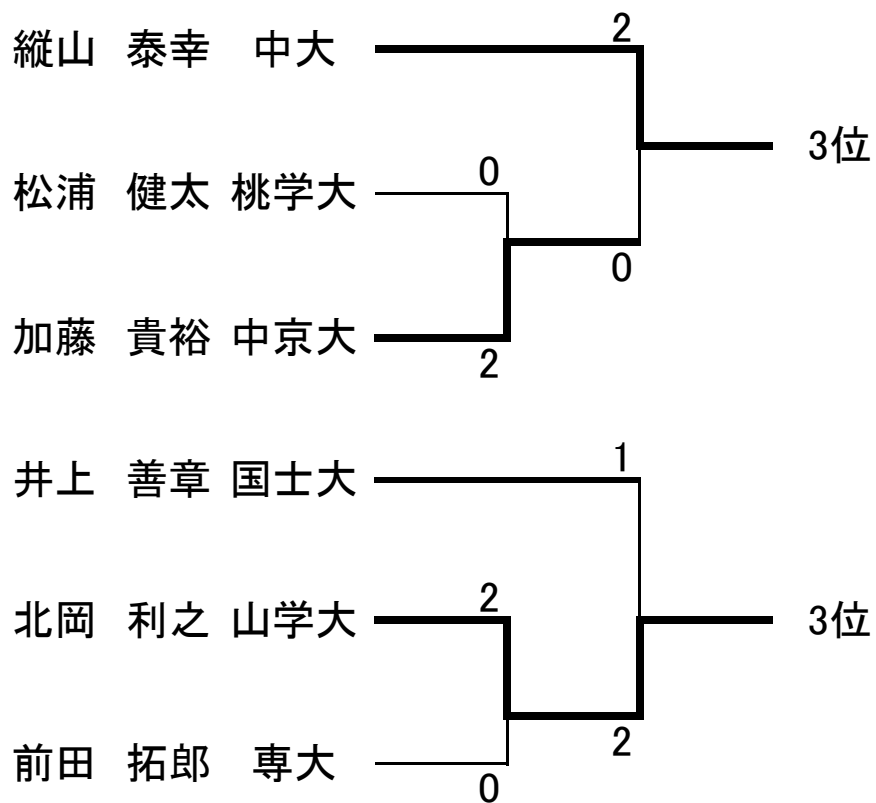 縦山 泰幸 中大
2
3位
松浦 健太 桃学大
0
0
加藤 貴裕 中京大
2
井上 善章 国士大
1
北岡 利之 山学大
2
3位
2
前田 拓郎 専大
0